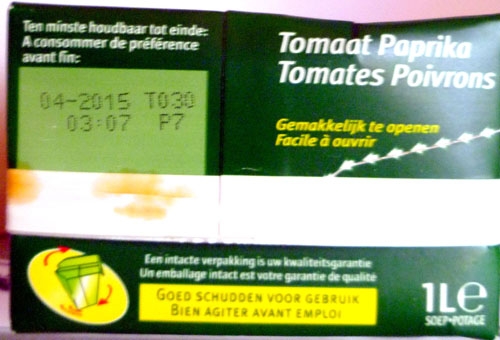 Ten minste houdbaar tot einde:
A consommer de préférence
avant fin:
04-2015 T030
03:07 P7
Tomaat Paprika
Tomates Poivrons
Gemakkelijk te openen
Facile à ouvrir
Een intacte verpakking is uw kwaliteitsgarantie
Un emballage intact est votre garantie de qualité
GOED SCHUDDEN VOOR GEBRUIK
BIEN AGITER AVANT EMPLOI
1L℮
SOEP•POTAGE